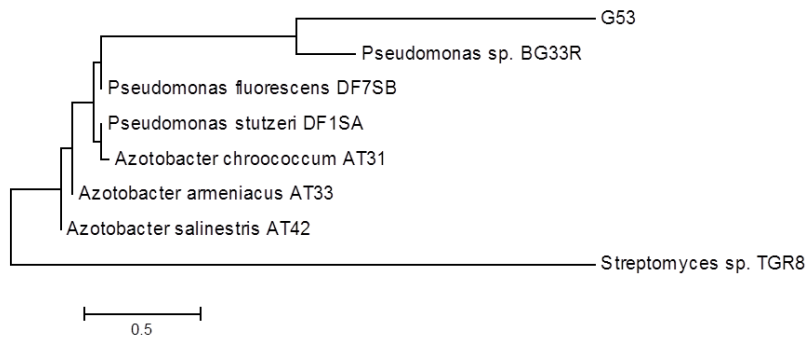 G53
Pseudomonas sp. BG33R
Pseudomonas fluorescens DF7SB
Pseudomonas stutzeri DF1SA
Azotobacter chroococcum AT31
Azotobacter armeniacus AT33
Azotobacter salinestris AT42
Streptomyces sp. TGR8
0.5